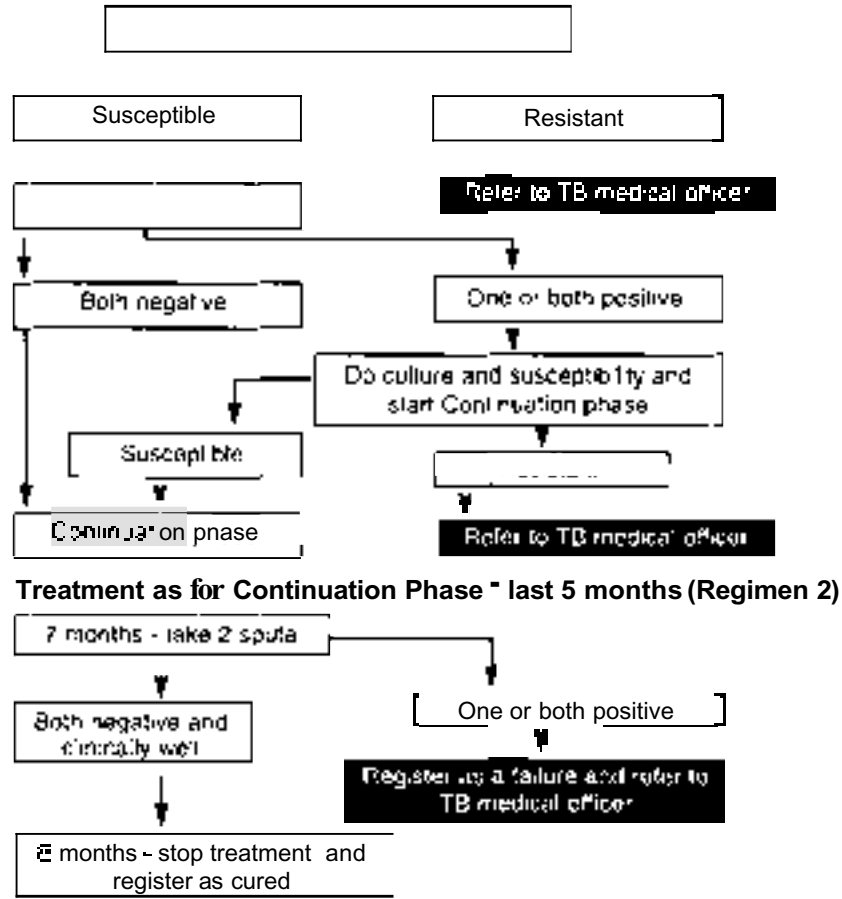 Susceptible
Resistant
Refer to TB medical officer
Both negative
One or both positive
Do culture and susceptibility and
start Continuation phase
Susceptible
Continuation pnase
Refer to TB medical officer
Treatment as for Continuation Phase - last 5 months (Regimen 2)
7 months - take 2 sputa
One or both positive
Both negative and
clinically well
Register as a failure and refer to
TB medical officer
months - stop treatment and
register as cured